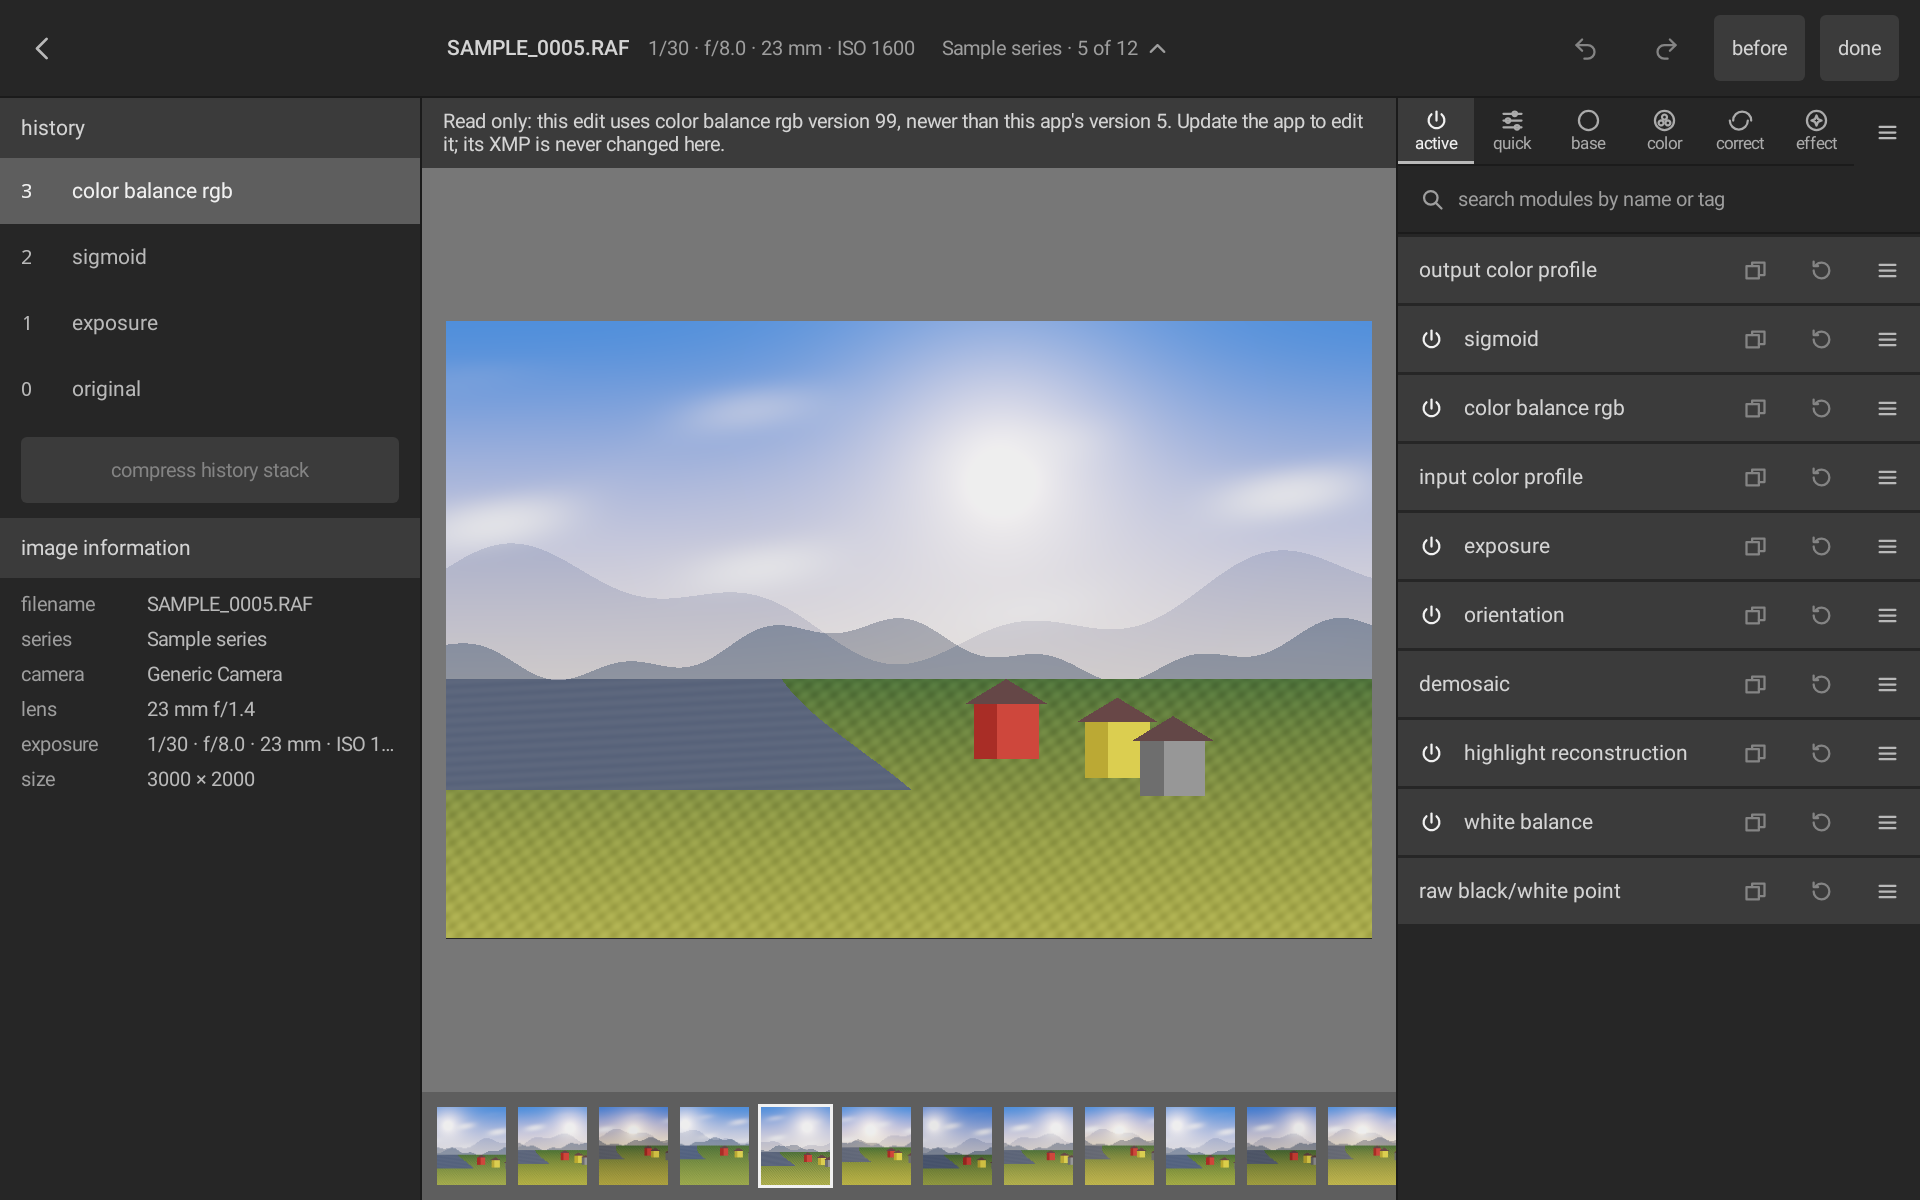 SAMPLE_0005.RAF 1/30 · f/8.0 · 23 mm · ISO 1600 Sample series · 5 of 12 before done
history
3 color balance rgb
2 sigmoid
1 exposure
0 original
compress history stack
image information
filename SAMPLE_0005.RAF
series Sample series
camera Generic Camera
lens 23 mm f/1.4
exposure 1/30 · f/8.0 · 23 mm · ISO 1...
size 3000 × 2000
Read only: this edit uses color balance rgb version 99, newer than this app's version 5. Update the app to edit
it; its XMP is never changed here.
active quick base color correct effect
search modules by name or tag
output color profile
sigmoid
color balance rgb
input color profile
exposure
orientation
demosaic
highlight reconstruction
white balance
raw black/white point